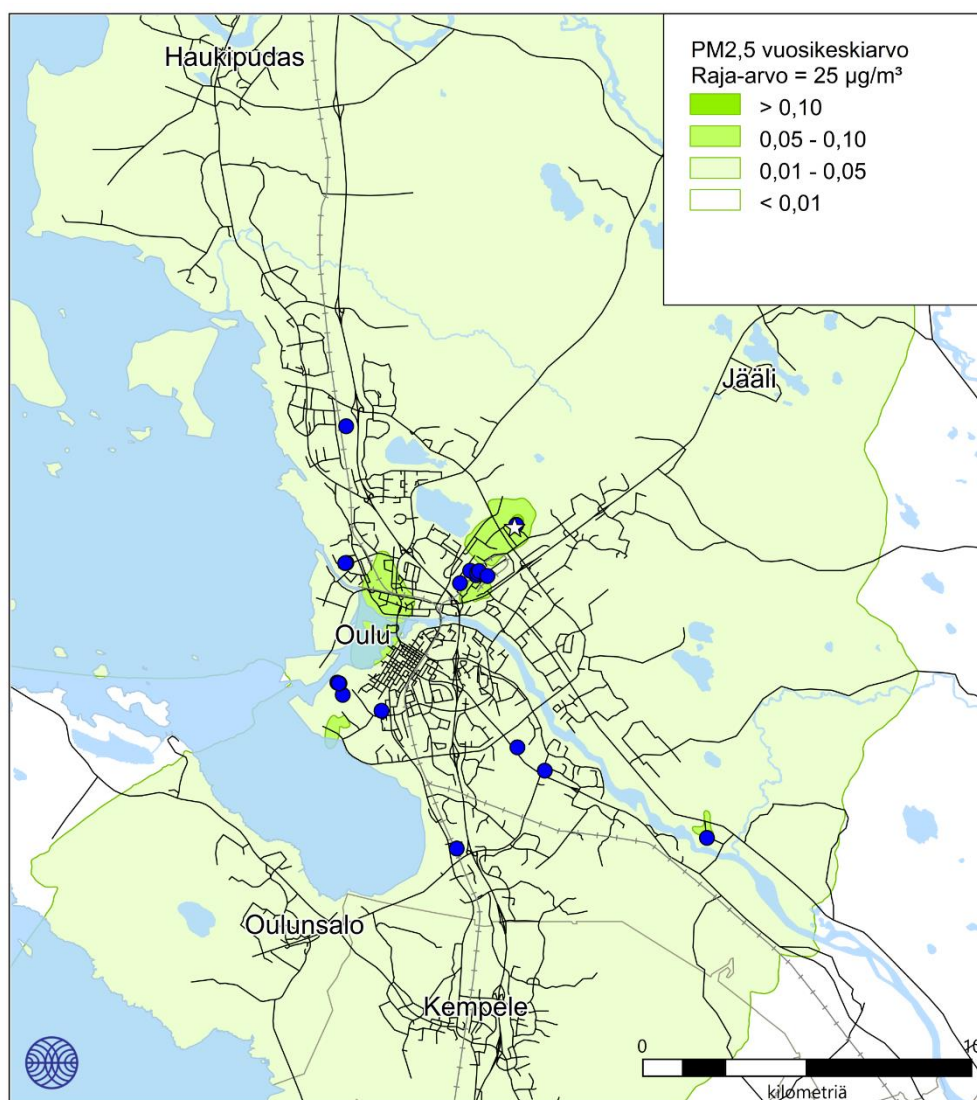 Haukipudas
PM2,5 vuosikeskiarvo
Raja-arvo = 25 µg/m³
> 0,10
0,05 - 0,10
0,01 - 0,05
< 0,01
Jääli
Oulu
Oulunsalo
Kempele
0
kilometriä